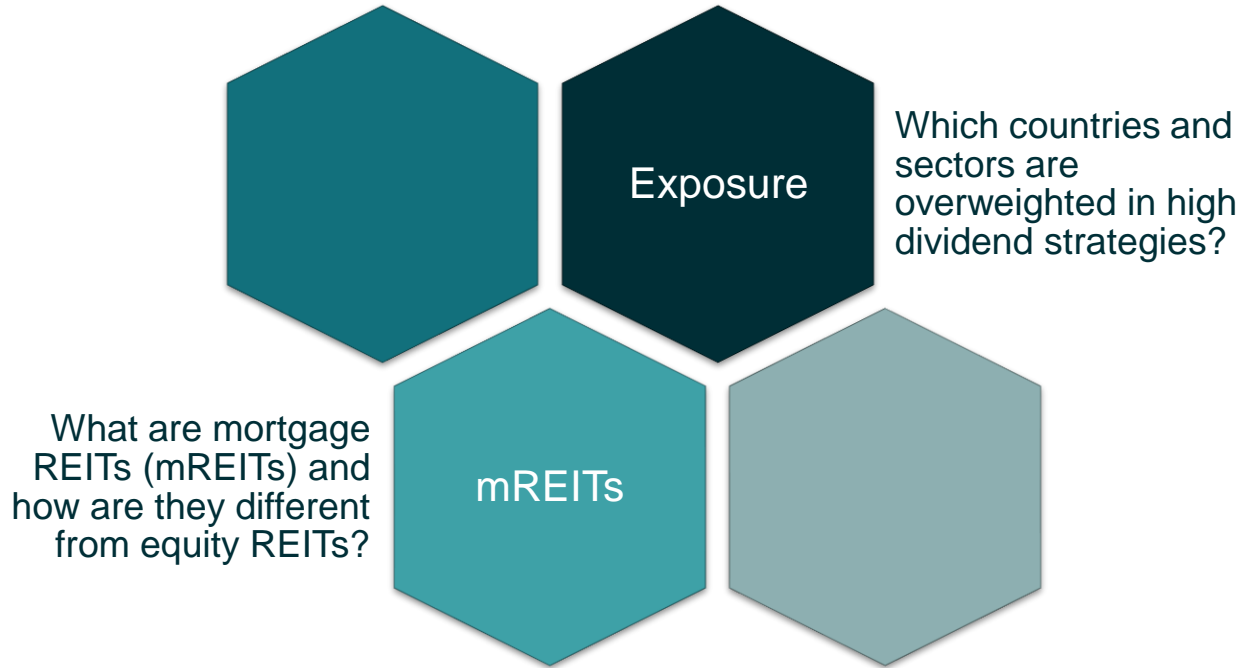 Exposure
Which countries and
sectors are
overweighted in high
dividend strategies?
What are mortgage
REITs (mREITs) and
how are they different
from equity REITs?
mREITs